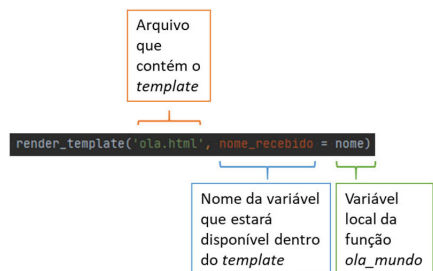 Arquivo
que
contém o
template
render_template('ola.html', nome_recebido = nome)
Nome da variável
que estará
disponível dentro
do template
Variável
local da
função
ola_mundo